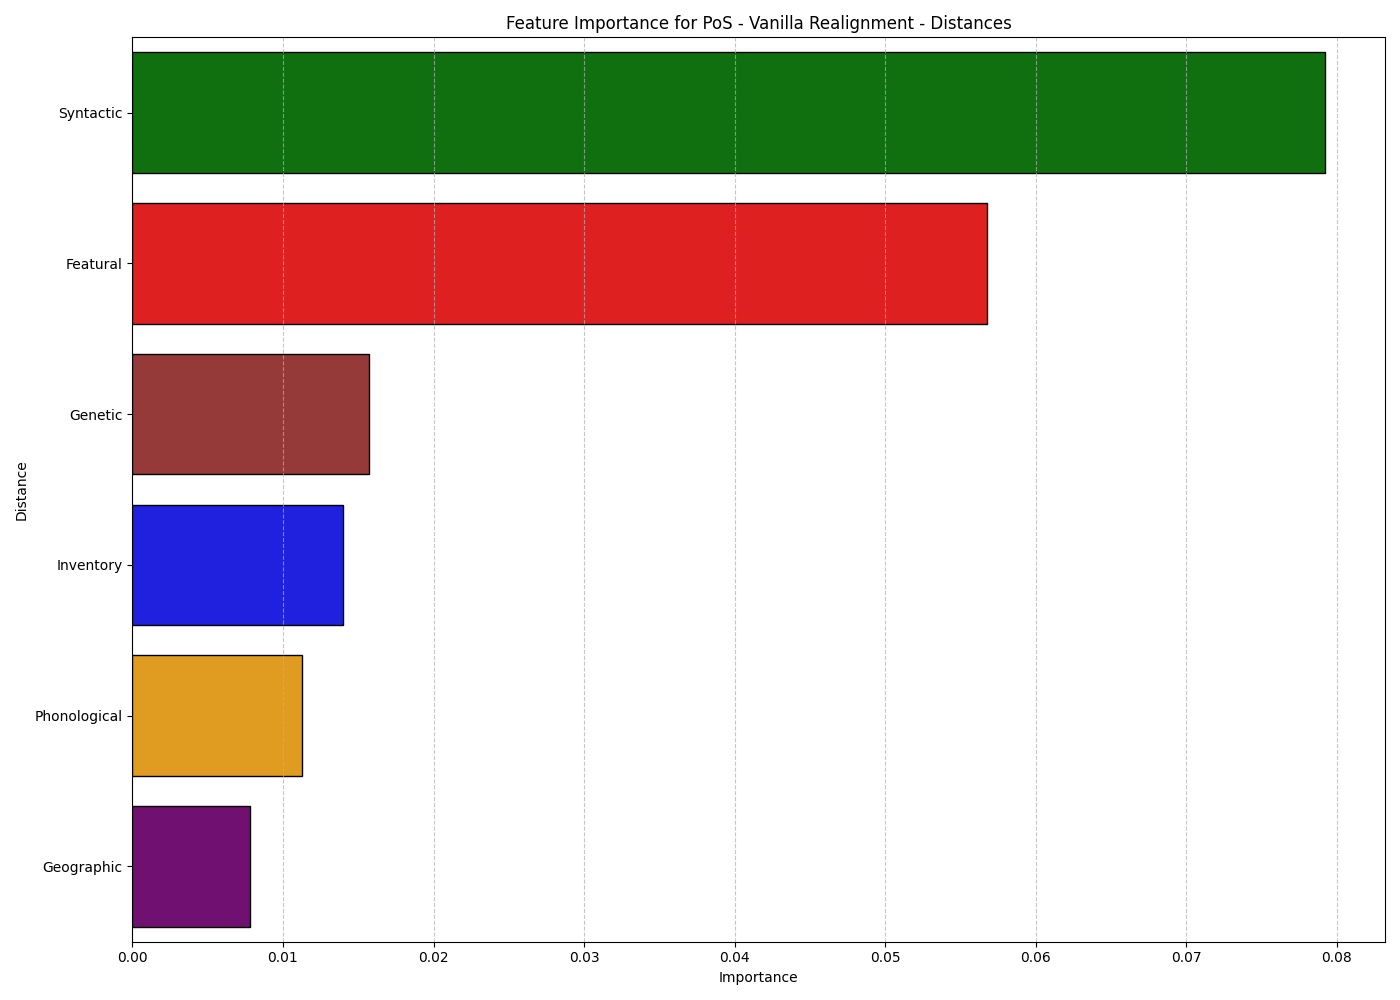 Feature Importance for PoS - Vanilla Realignment - Distances
Distance
Syntactic
Featural
Genetic
Inventory
Phonological
Geographic
0.00 0.01 0.02 0.03 0.04 0.05 0.06 0.07 0.08
Importance